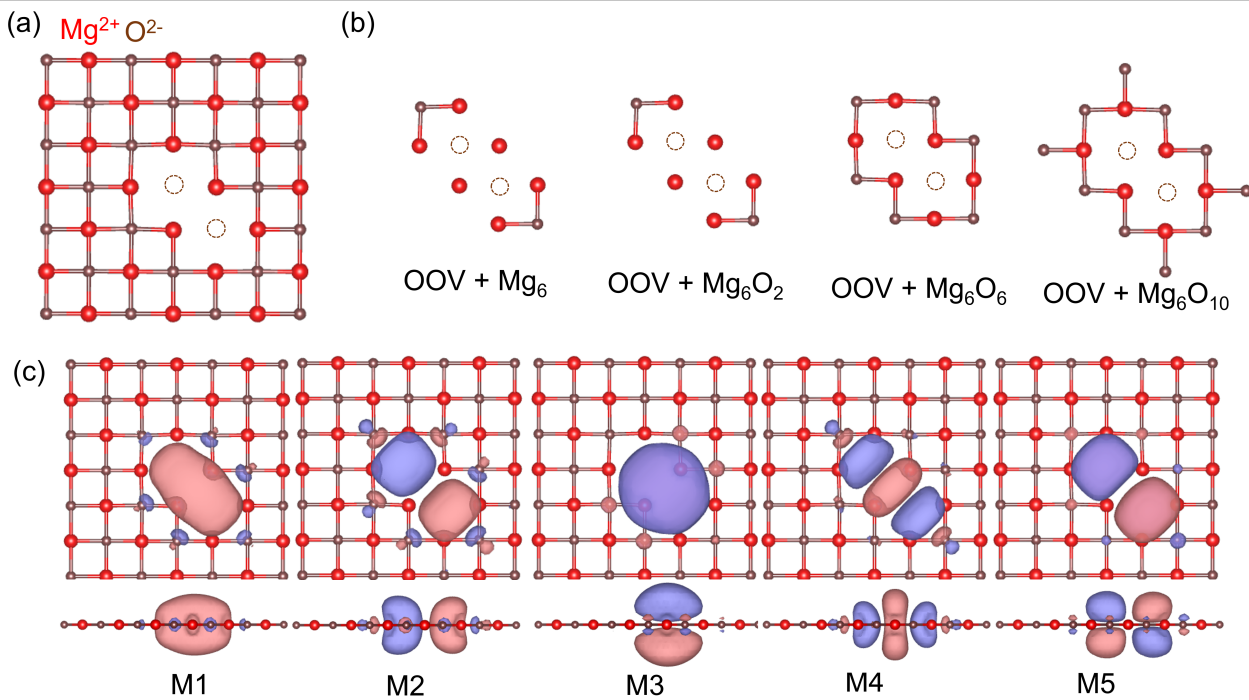 (a) Mg²⁺ O²⁻
(b)
OOV + Mg₆
OOV + Mg₆O₂
OOV + Mg₆O₆
OOV + Mg₆O₁₀
(c)
M1
M2
M3
M4
M5